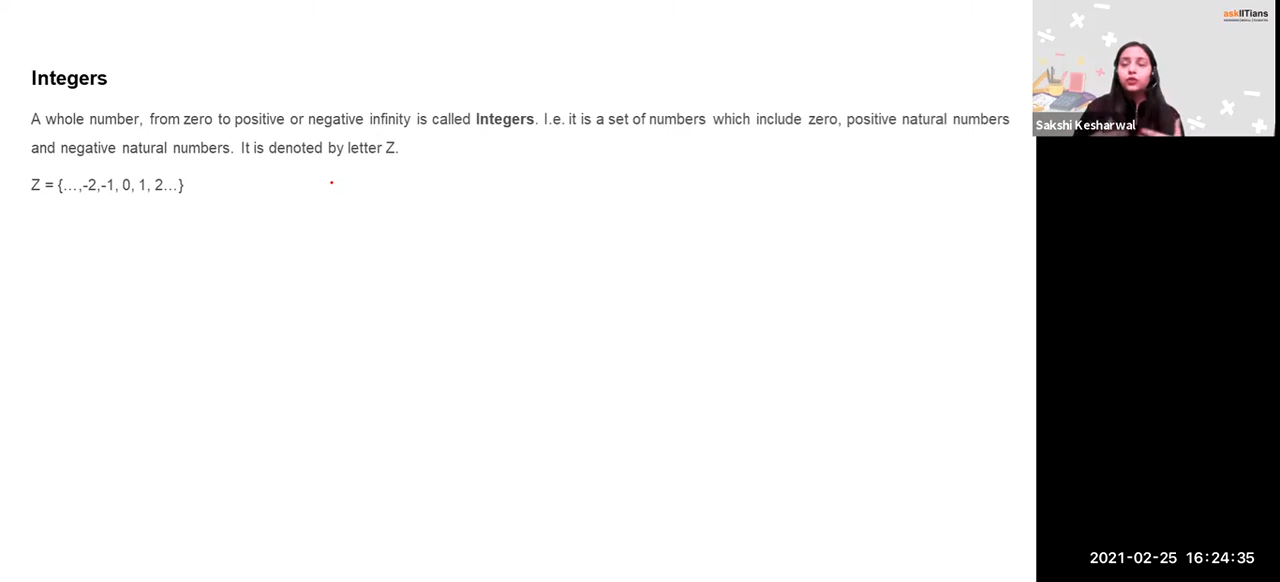 Integers
A whole number, from zero to positive or negative infinity is called Integers. I.e. it is a set of numbers which include zero, positive natural numbers
and negative natural numbers. It is denoted by letter Z.
Z = {…,-2,-1, 0, 1, 2…}
askIITians
Sakshi Kesharwal
2021-02-25 16:24:35